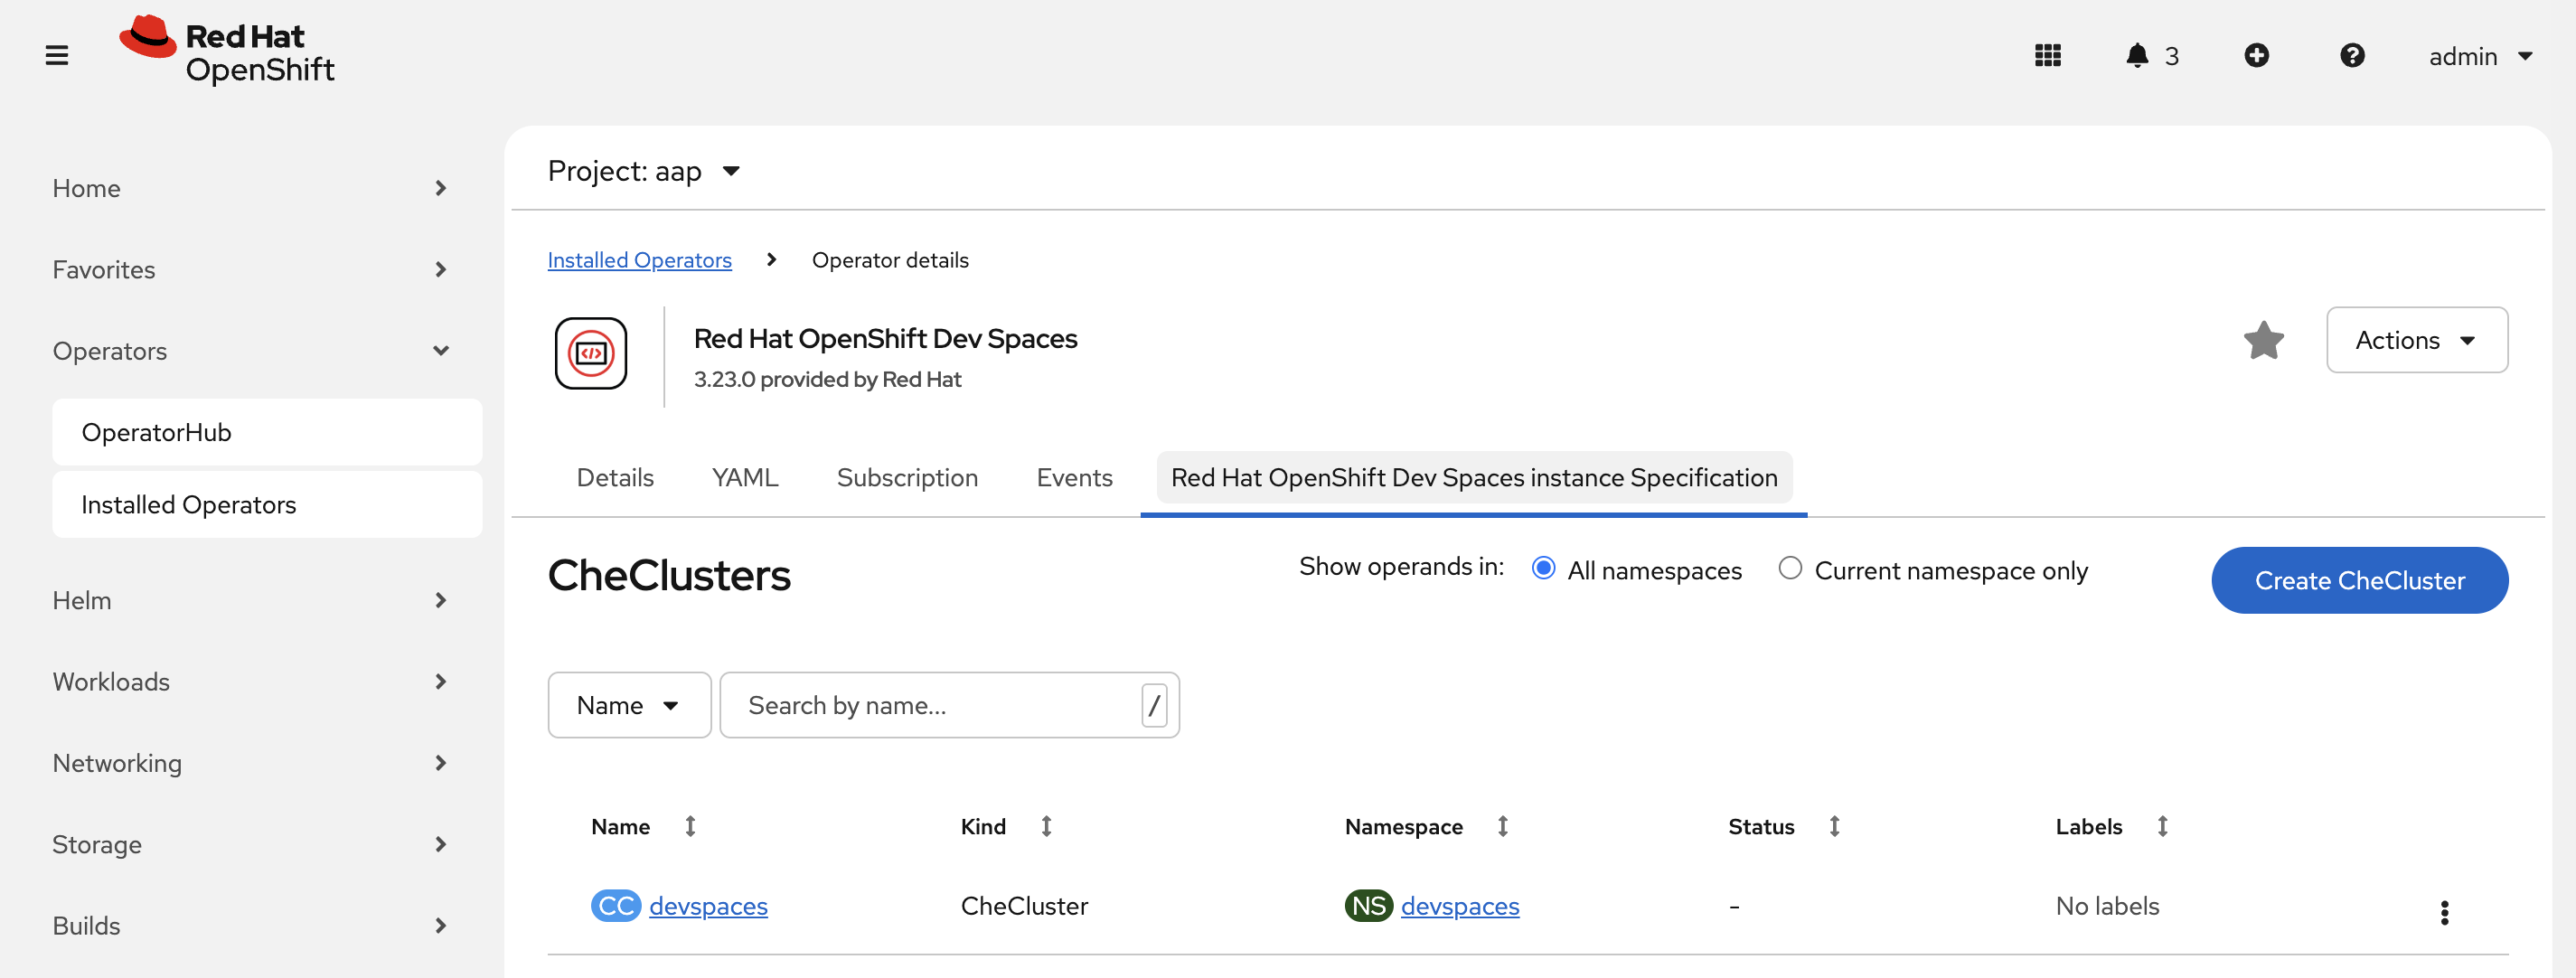 Red Hat
OpenShift
3
admin
Home
Favorites
Operators
OperatorHub
Installed Operators
Helm
Workloads
Networking
Storage
Builds
Project: aap
Installed Operators
Operator details
</>
Red Hat OpenShift Dev Spaces
3.23.0 provided by Red Hat
Actions
Details YAML Subscription Events Red Hat OpenShift Dev Spaces instance Specification
CheClusters
Show operands in: All namespaces Current namespace only
Create CheCluster
Name
Search by name...
/
Name Kind Namespace Status Labels
CC devspaces CheCluster NS devspaces - No labels